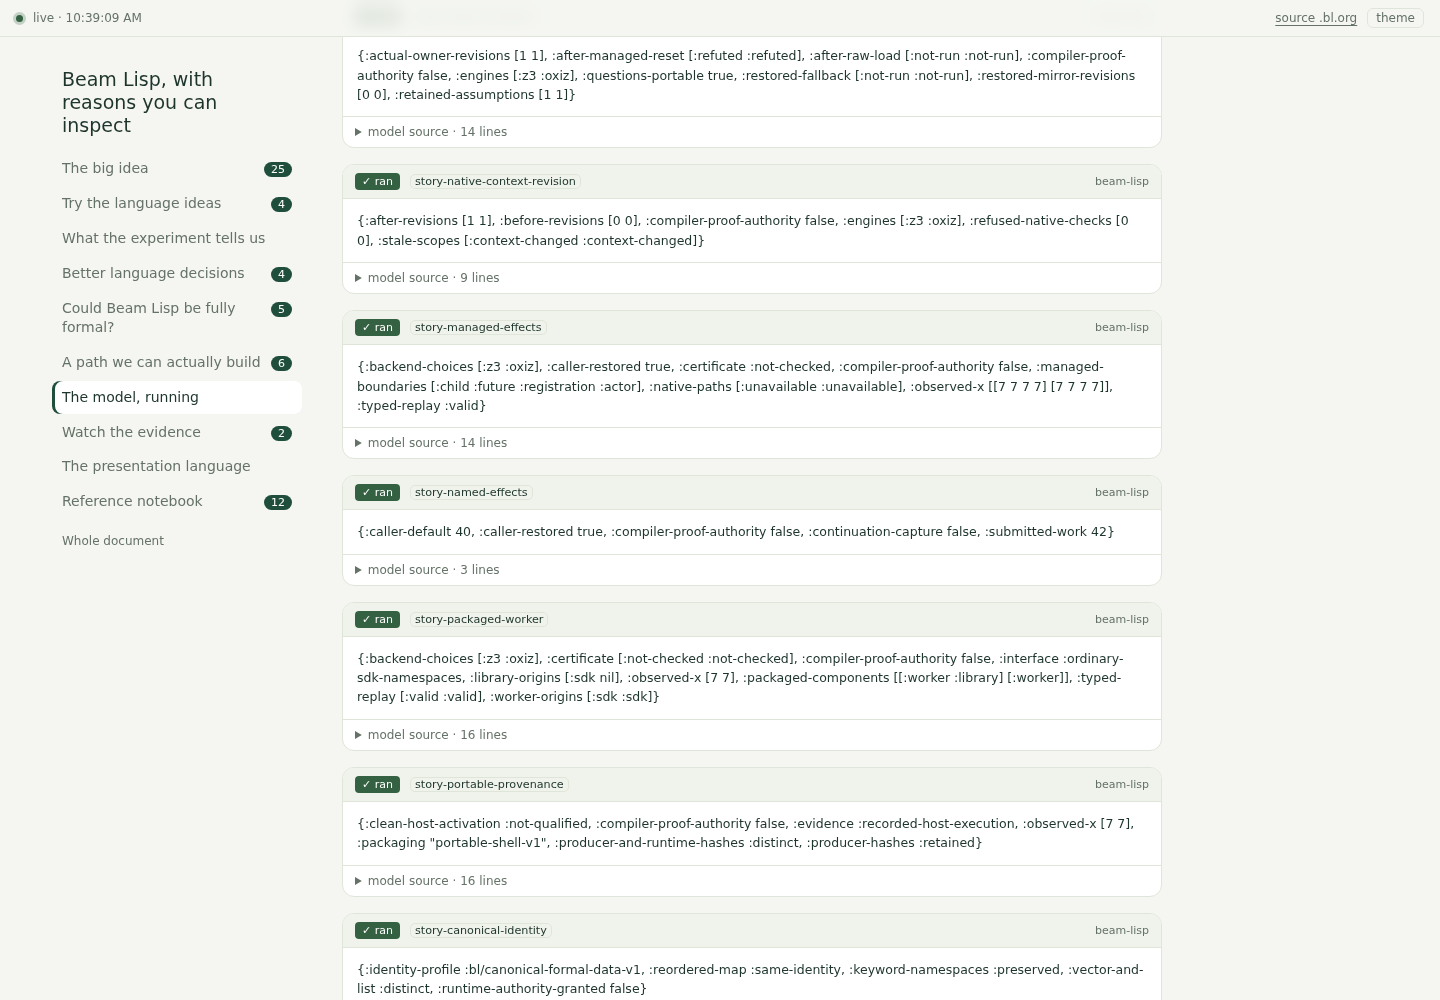 live · 10:39:09 AM
source .bl.org
theme
Beam Lisp, with
reasons you can
inspect
The big idea 25
Try the language ideas 4
What the experiment tells us
Better language decisions 4
Could Beam Lisp be fully
formal? 5
A path we can actually build 6
The model, running
Watch the evidence 2
The presentation language
Reference notebook 12
Whole document
{:actual-owner-revisions [1 1], :after-managed-reset [:refuted :refuted], :after-raw-load [:not-run :not-run], :compiler-proof-
authority false, :engines [:z3 :oxiz], :questions-portable true, :restored-fallback [:not-run :not-run], :restored-mirror-revisions
[0 0], :retained-assumptions [1 1]}
▶ model source · 14 lines
✓ ran story-native-context-revision beam-lisp
{:after-revisions [1 1], :before-revisions [0 0], :compiler-proof-authority false, :engines [:z3 :oxiz], :refused-native-checks [0
0], :stale-scopes [:context-changed :context-changed]}
▶ model source · 9 lines
✓ ran story-managed-effects beam-lisp
{:backend-choices [:z3 :oxiz], :caller-restored true, :certificate :not-checked, :compiler-proof-authority false, :managed-
boundaries [:child :future :registration :actor], :native-paths [:unavailable :unavailable], :observed-x [[7 7 7 7] [7 7 7 7]],
:typed-replay :valid}
▶ model source · 14 lines
✓ ran story-named-effects beam-lisp
{:caller-default 40, :caller-restored true, :compiler-proof-authority false, :continuation-capture false, :submitted-work 42}
▶ model source · 3 lines
✓ ran story-packaged-worker beam-lisp
{:backend-choices [:z3 :oxiz], :certificate [:not-checked :not-checked], :compiler-proof-authority false, :interface :ordinary-
sdk-namespaces, :library-origins [:sdk nil], :observed-x [7 7], :packaged-components [[:worker :library] [:worker]], :typed-
replay [:valid :valid], :worker-origins [:sdk :sdk]}
▶ model source · 16 lines
✓ ran story-portable-provenance beam-lisp
{:clean-host-activation :not-qualified, :compiler-proof-authority false, :evidence :recorded-host-execution, :observed-x [7 7],
:packaging "portable-shell-v1", :producer-and-runtime-hashes :distinct, :producer-hashes :retained}
▶ model source · 16 lines
✓ ran story-canonical-identity beam-lisp
{:identity-profile :bl/canonical-formal-data-v1, :reordered-map :same-identity, :keyword-namespaces :preserved, :vector-and-
list :distinct, :runtime-authority-granted false}